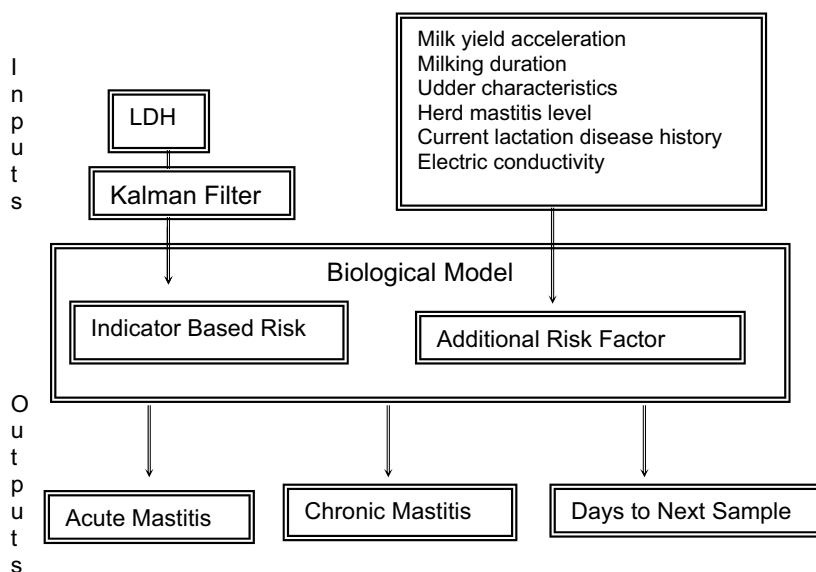 Inputs
LDH
Kalman Filter
Milk yield acceleration
Milking duration
Udder characteristics
Herd mastitis level
Current lactation disease history
Electric conductivity
Biological Model
Indicator Based Risk
Additional Risk Factor
Outputs
Acute Mastitis
Chronic Mastitis
Days to Next Sample